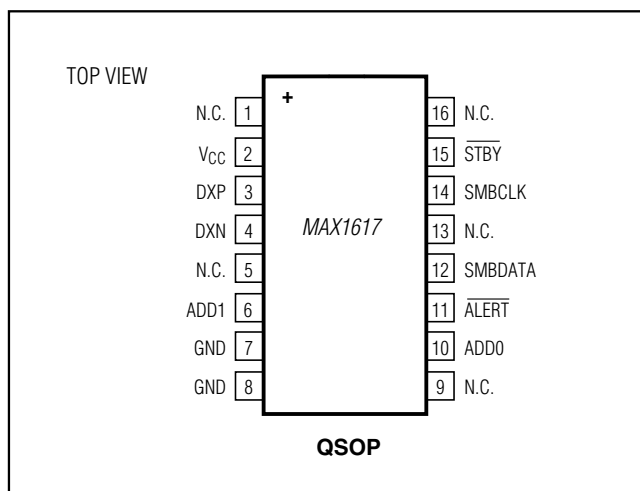 TOP VIEW
+
N.C. 1
VCC 2
DXP 3
DXN 4
N.C. 5
ADD1 6
GND 7
GND 8
MAX1617
16 N.C.
15 STBY
14 SMBCLK
13 N.C.
12 SMBDATA
11 ALERT
10 ADD0
9 N.C.
QSOP